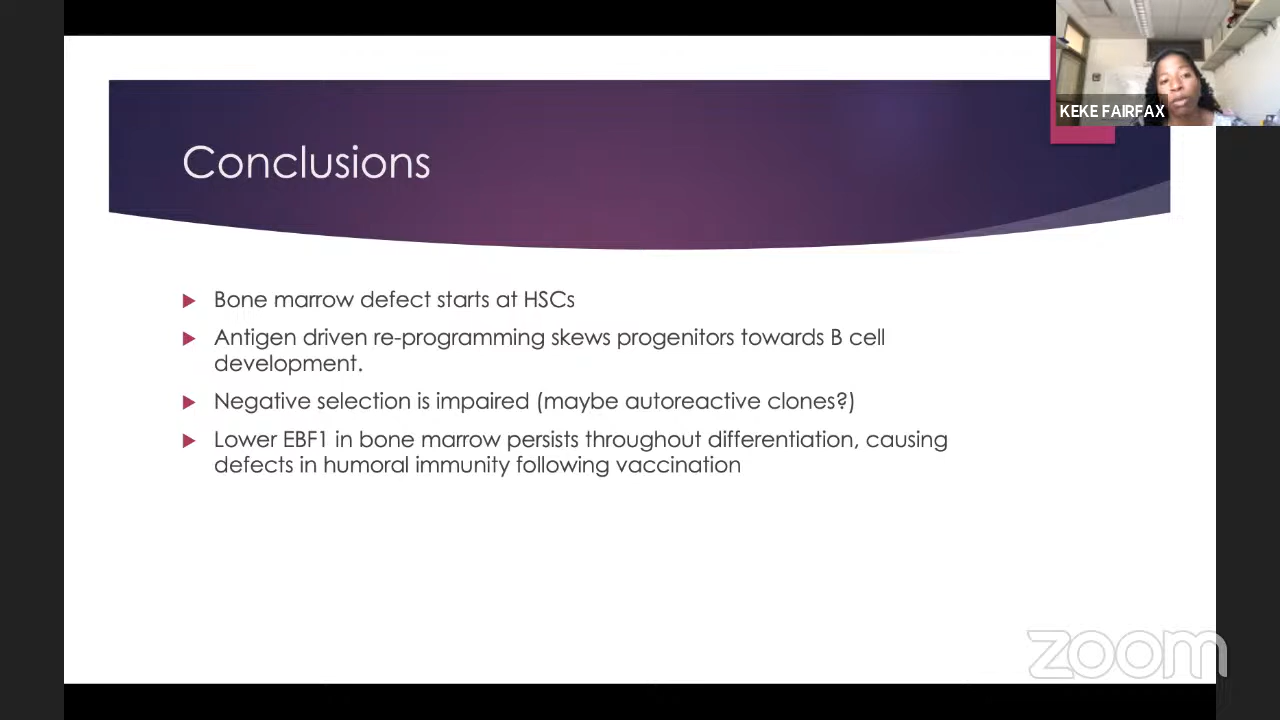 KEKE FAIRFAX
Conclusions
Bone marrow defect starts at HSCs
Antigen driven re-programming skews progenitors towards B cell
development.
Negative selection is impaired (maybe autoreactive clones?)
Lower EBF1 in bone marrow persists throughout differentiation, causing
defects in humoral immunity following vaccination
zoom